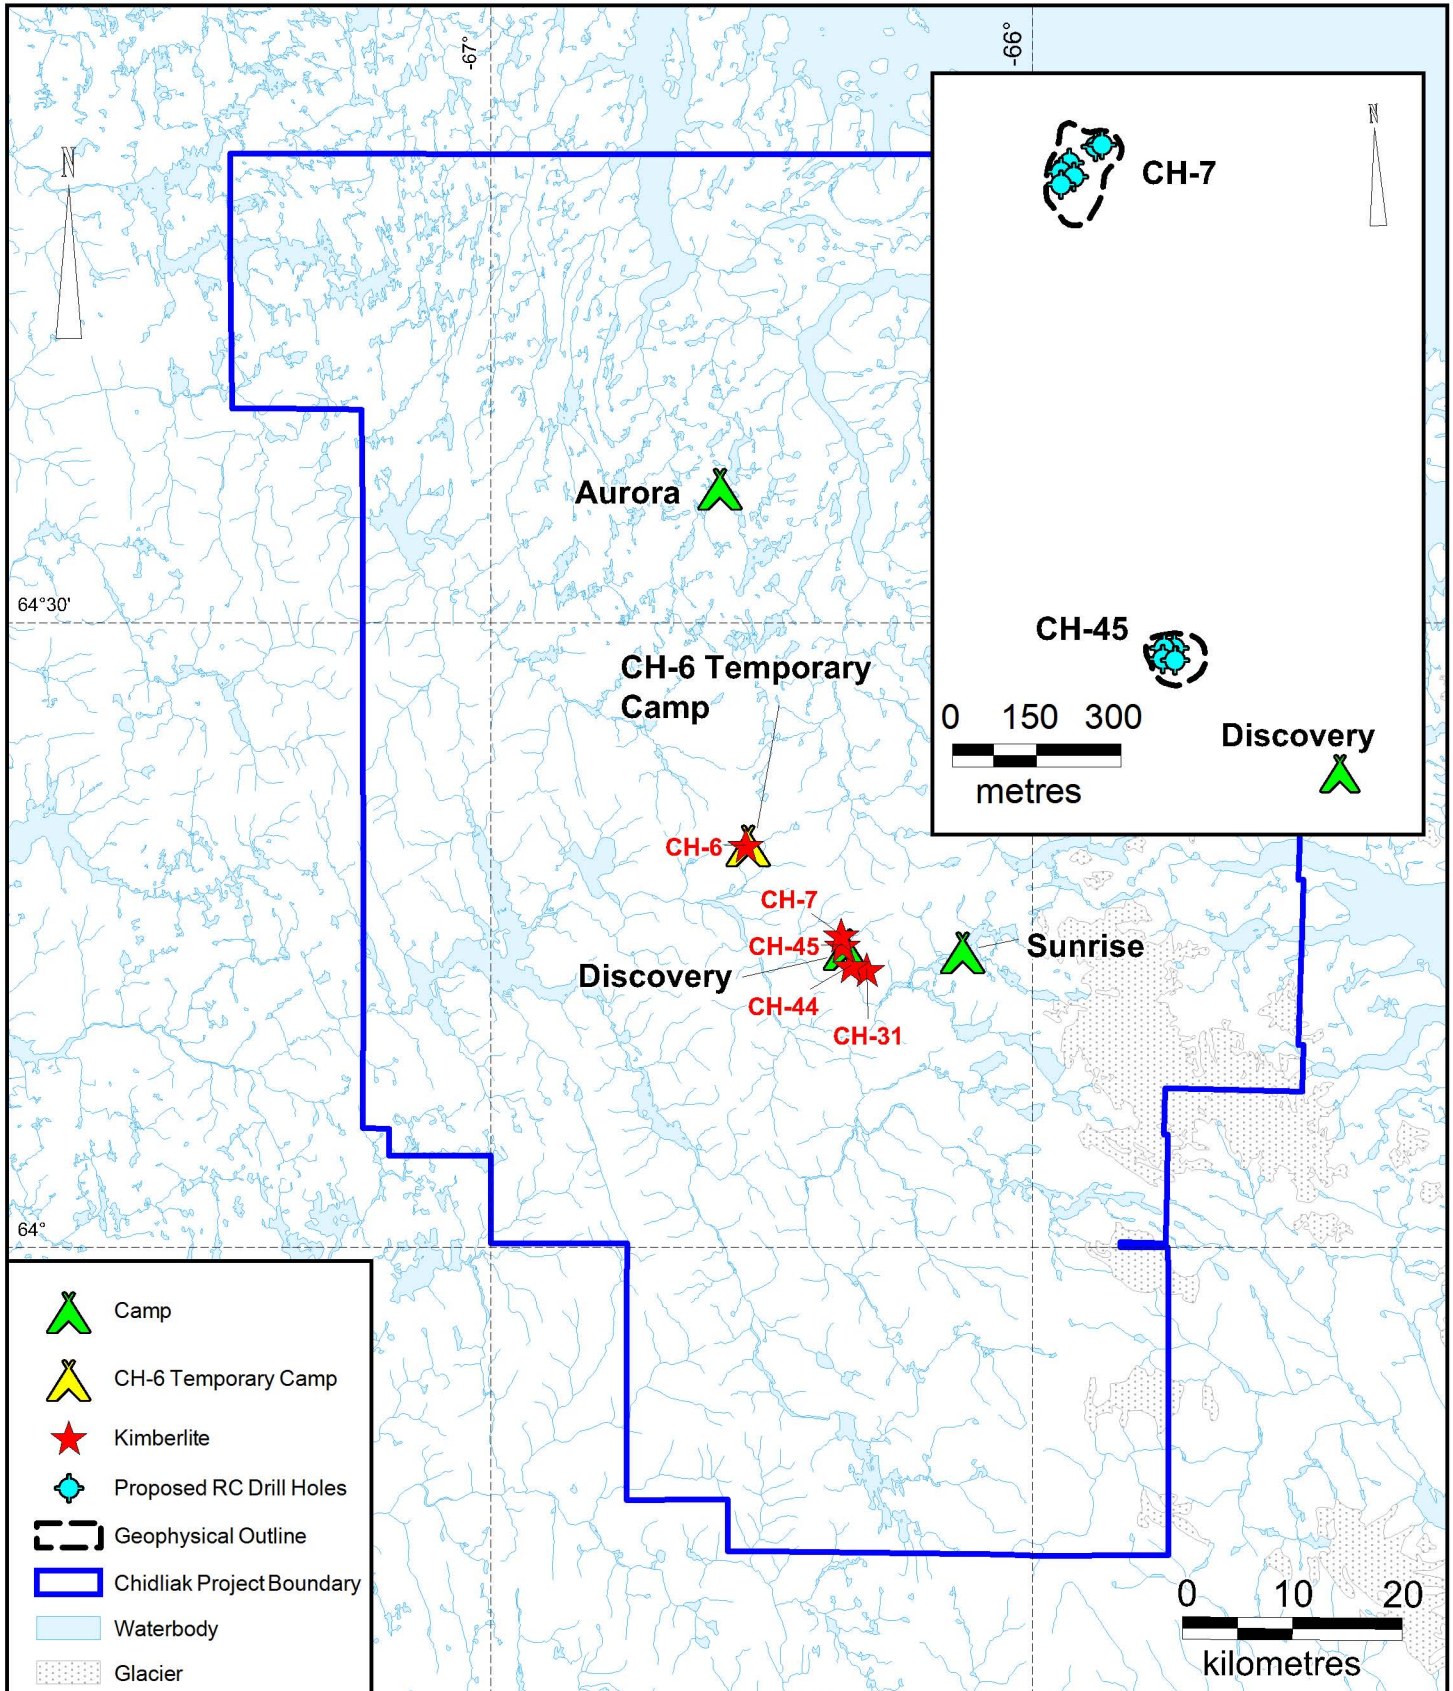 -67°
-66°
N
N
CH-7
Aurora
64°30'
CH-45
CH-6 Temporary
Camp
0 150 300
metres
Discovery
CH-6
CH-7
CH-45
Sunrise
Discovery
CH-44
CH-31
64°
Camp
CH-6 Temporary Camp
Kimberlite
Proposed RC Drill Holes
Geophysical Outline
Chidliak Project Boundary
Waterbody
Glacier
0 10 20
kilometres